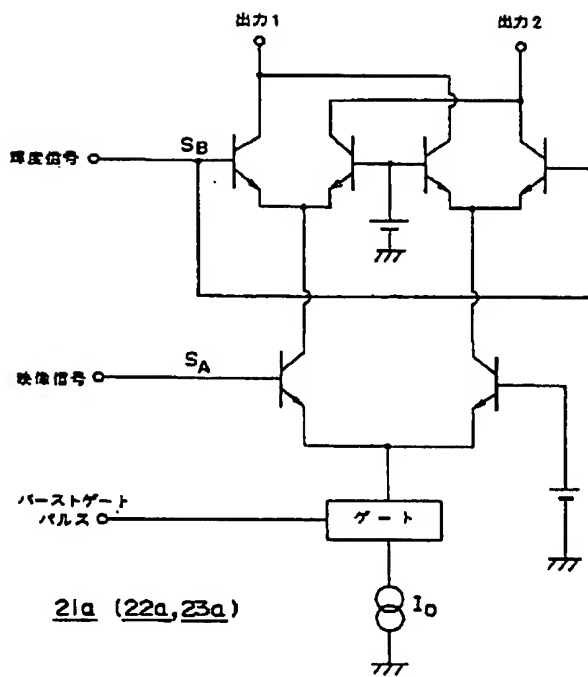 出力1
出力2
輝度信号
SB
映像信号
SA
バーストゲート
パルス
ゲート
21a (22a,23a)
IO